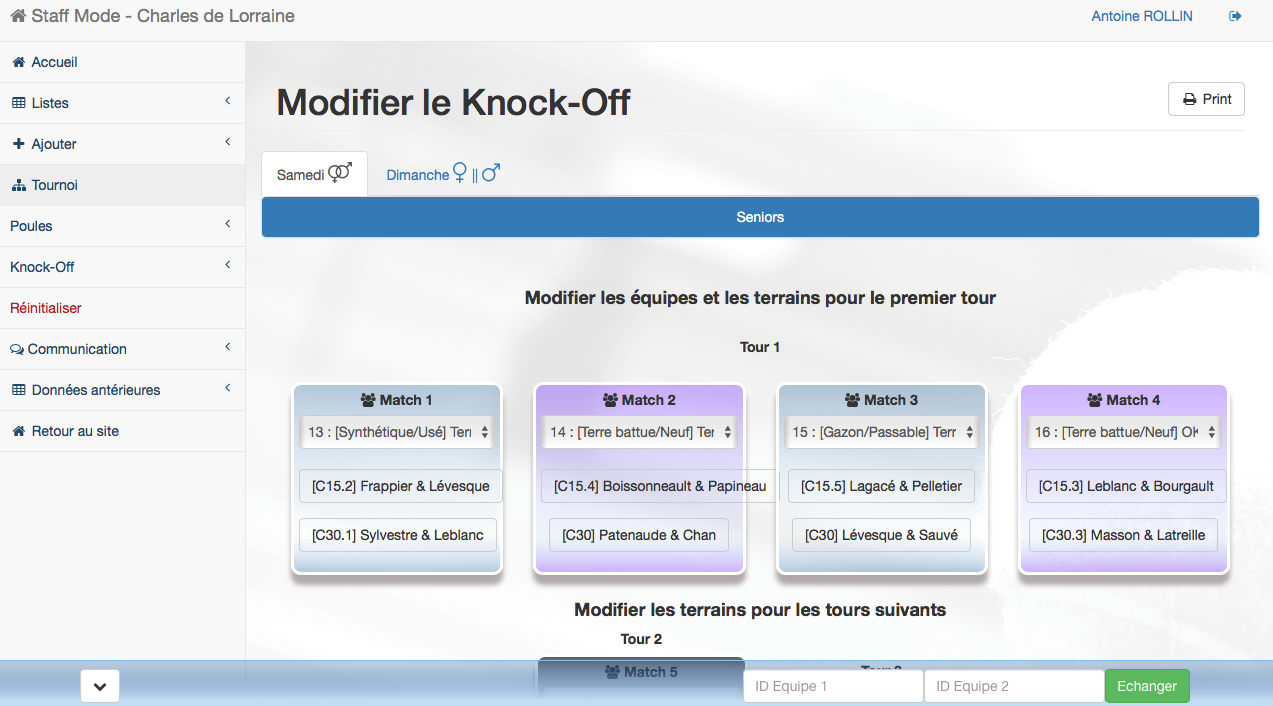 Staff Mode - Charles de Lorraine
Antoine ROLLIN
Accueil
Listes
Ajouter
Tournoi
Poules
Knock-Off
Réinitialiser
Communication
Données antérieures
Retour au site
Modifier le Knock-Off
Print
Samedi
Dimanche ||
Seniors
Modifier les équipes et les terrains pour le premier tour
Tour 1
Match 1
13 : [Synthétique/Usé] Terr
[C15.2] Frappier & Lévesque
[C30.1] Sylvestre & Leblanc
Match 2
14 : [Terre battue/Neuf] Ter
[C15.4] Boissonneault & Papineau
[C30] Patenaude & Chan
Match 3
15 : [Gazon/Passable] Terr
[C15.5] Lagacé & Pelletier
[C30] Lévesque & Sauvé
Match 4
16 : [Terre battue/Neuf] OK
[C15.3] Leblanc & Bourgault
[C30.3] Masson & Latreille
Modifier les terrains pour les tours suivants
Tour 2
Match 5
ID Equipe 1
ID Equipe 2
Echanger